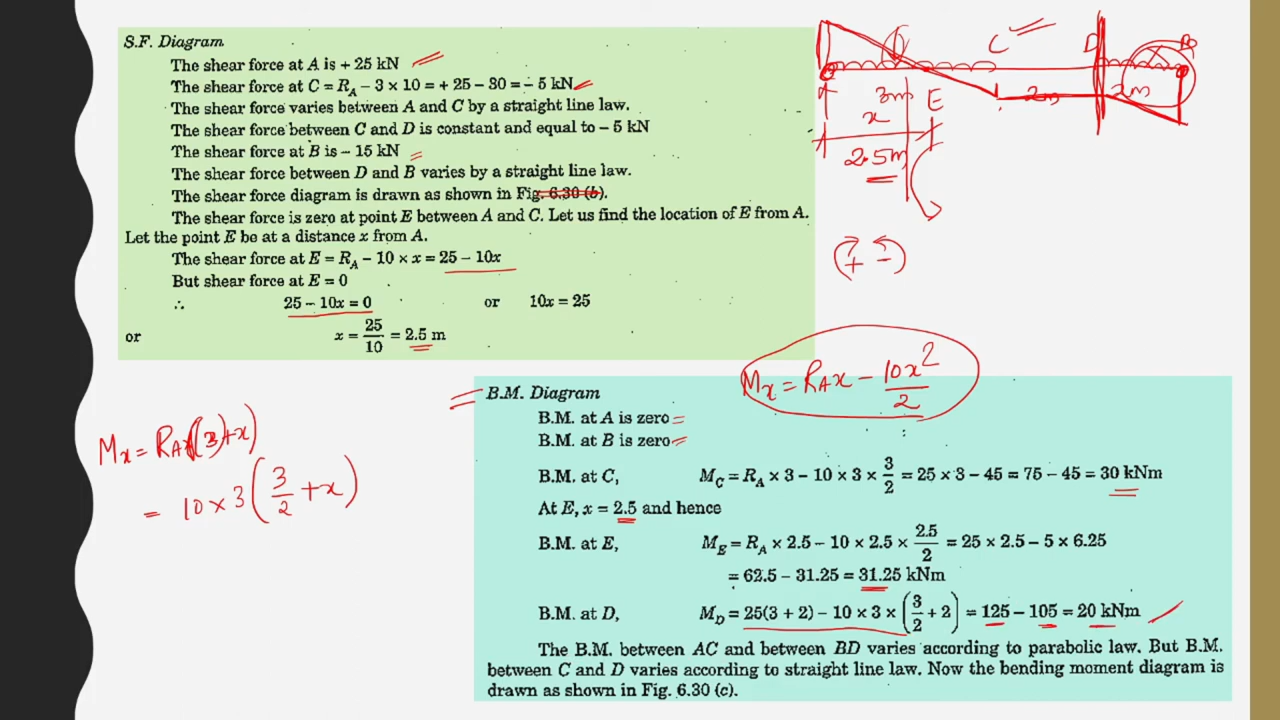 S.F. Diagram
The shear force at A is + 25 kN
The shear force at C = R_A − 3 × 10 = + 25 − 30 = − 5 kN
The shear force varies between A and C by a straight line law.
The shear force between C and D is constant and equal to − 5 kN
The shear force at B is − 15 kN
The shear force between D and B varies by a straight line law.
The shear force diagram is drawn as shown in Fig. 6.30 (b).
The shear force is zero at point E between A and C. Let us find the location of E from A.
Let the point E be at a distance x from A.
The shear force at E = R_A − 10 × x = 25 − 10x
But shear force at E = 0
∴ 25 − 10x = 0 or 10x = 25
or x = 25/10 = 2.5 m
C D B
A 3m E 2m 2m
x
2.5m
(+ −)
M_x = R_A x − 10x²/2
M_x = R_A x (3+x)
= 10 × 3 (3/2 + x)
B.M. Diagram
B.M. at A is zero
B.M. at B is zero
B.M. at C, M_C = R_A × 3 − 10 × 3 × 3/2 = 25 × 3 − 45 = 75 − 45 = 30 kNm
At E, x = 2.5 and hence
B.M. at E, M_E = R_A × 2.5 − 10 × 2.5 × 2.5/2 = 25 × 2.5 − 5 × 6.25
= 62.5 − 31.25 = 31.25 kNm
B.M. at D, M_D = 25(3 + 2) − 10 × 3 × (3/2 + 2) = 125 − 105 = 20 kNm
The B.M. between AC and between BD varies according to parabolic law. But B.M.
between C and D varies according to straight line law. Now the bending moment diagram is
drawn as shown in Fig. 6.30 (c).